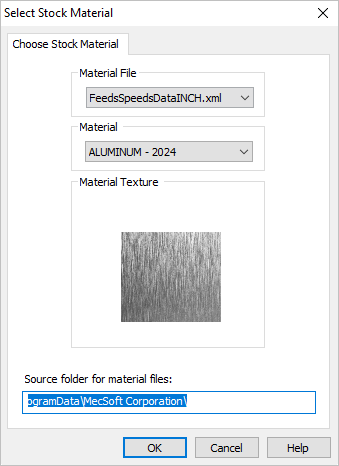 Select Stock Material
Choose Stock Material
Material File
FeedsSpeedsDataINCH.xml
Material
ALUMINUM - 2024
Material Texture
Source folder for material files:
ogramData\MecSoft Corporation\
OK
Cancel
Help